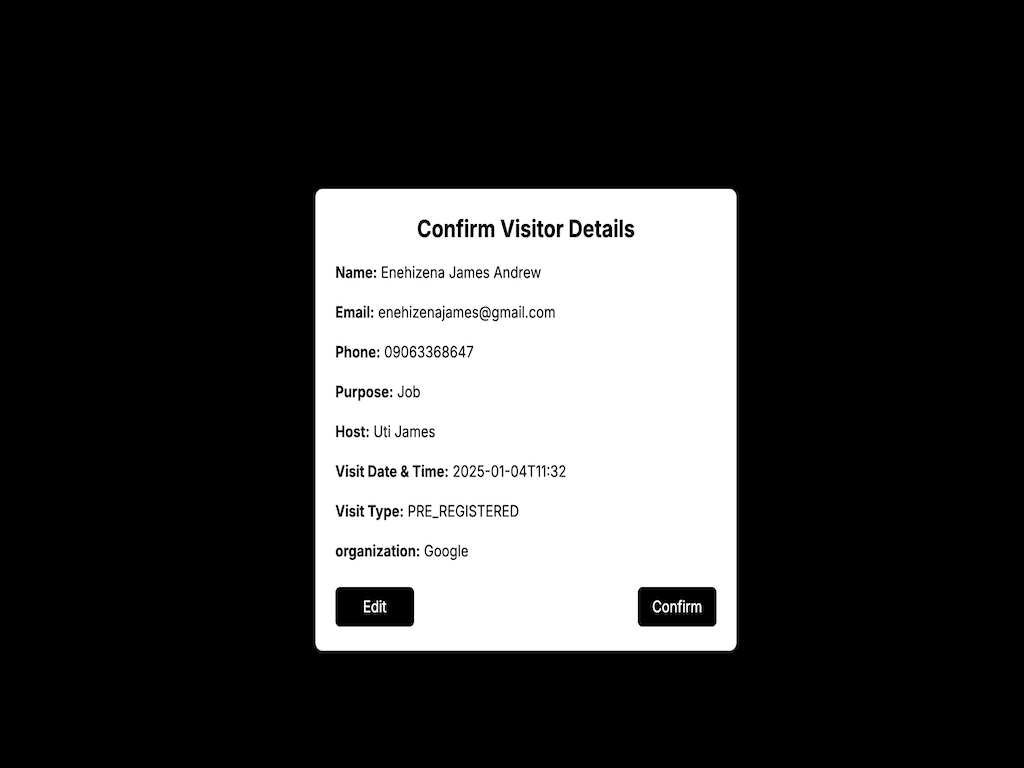 Confirm Visitor Details
Name: Enehizena James Andrew
Email: enehizenajames@gmail.com
Phone: 09063368647
Purpose: Job
Host: Uti James
Visit Date & Time: 2025-01-04T11:32
Visit Type: PRE_REGISTERED
organization: Google
Edit
Confirm